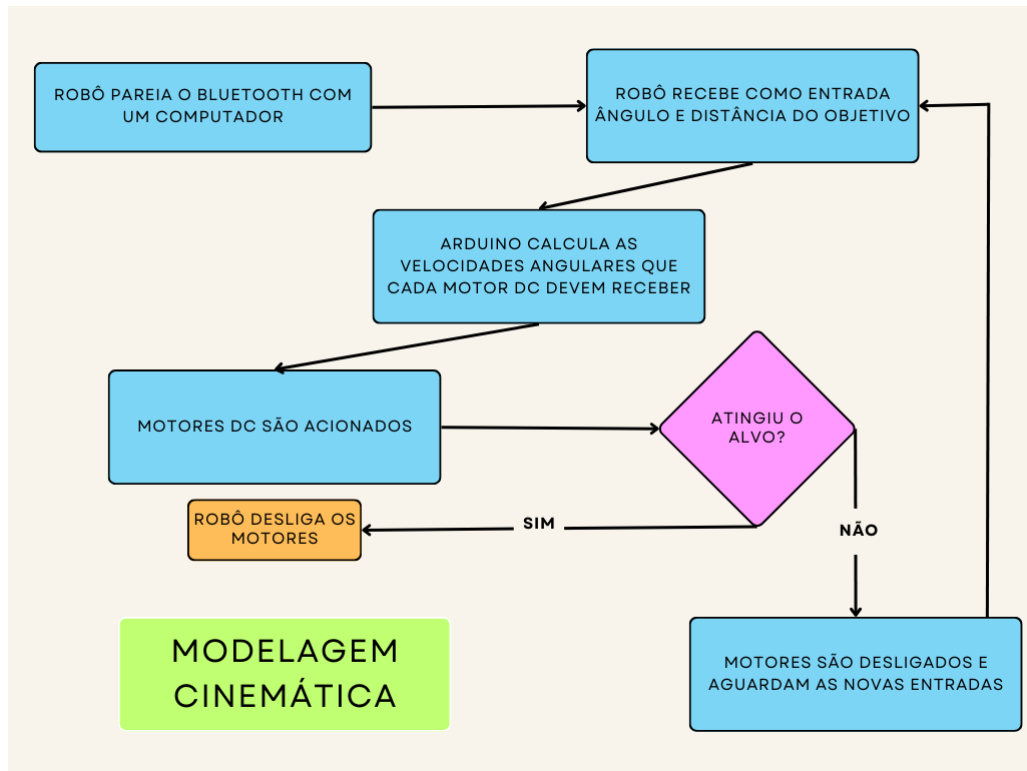 ROBÔ PAREIA O BLUETOOTH COM
UM COMPUTADOR
ROBÔ RECEBE COMO ENTRADA
ÂNGULO E DISTÂNCIA DO OBJETIVO
ARDUINO CALCULA AS
VELOCIDADES ANGULARES QUE
CADA MOTOR DC DEVEM RECEBER
MOTORES DC SÃO ACIONADOS
ATINGIU O
ALVO?
ROBÔ DESLIGA OS
MOTORES
SIM
NÃO
MODELAGEM
CINEMÁTICA
MOTORES SÃO DESLIGADOS E
AGUARDAM AS NOVAS ENTRADAS